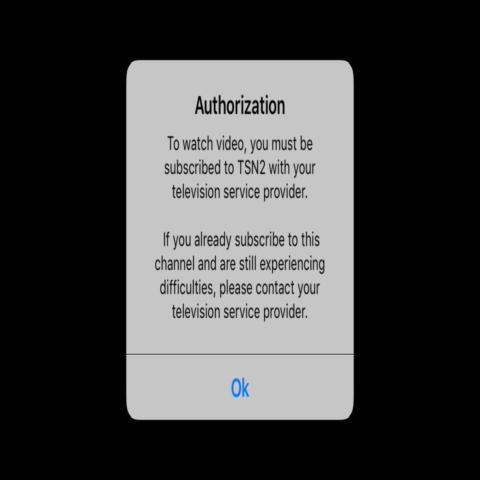 Authorization
To watch video, you must be
subscribed to TSN2 with your
television service provider.
If you already subscribe to this
channel and are still experiencing
difficulties, please contact your
television service provider.
Ok